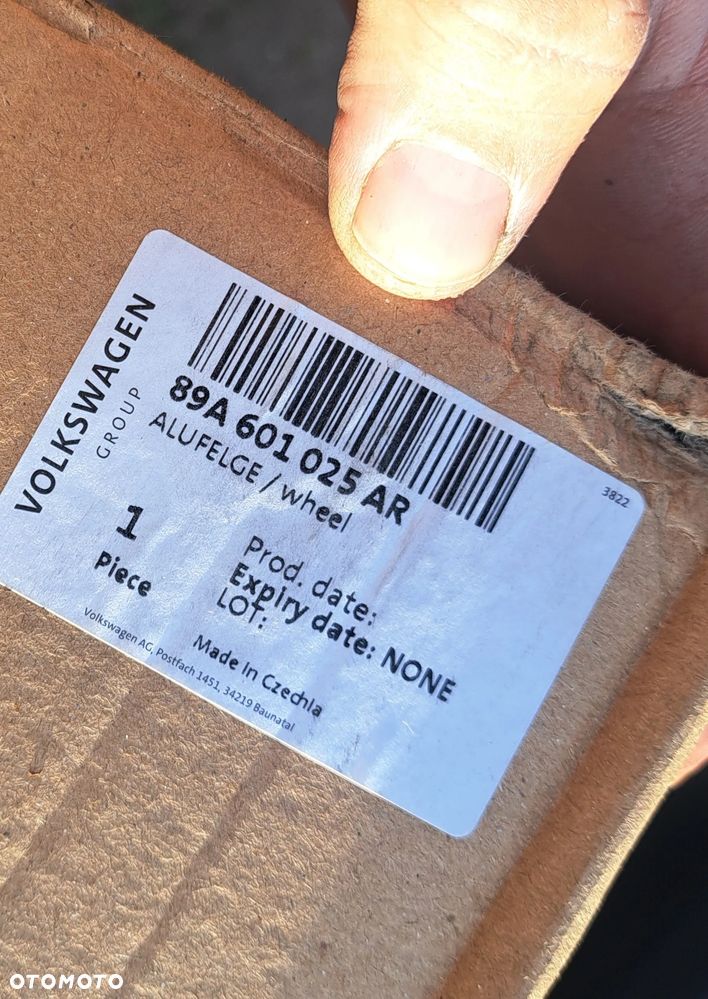 VOLKSWAGEN
GROUP
89A 601 025 AR
ALUFELGE / wheel
3822
1
Piece
Prod. date:
Expiry date: NONE
LOT:
Made In Czechia
Volkswagen AG, Postfach 1451, 34219 Baunatal
OTOMOTO